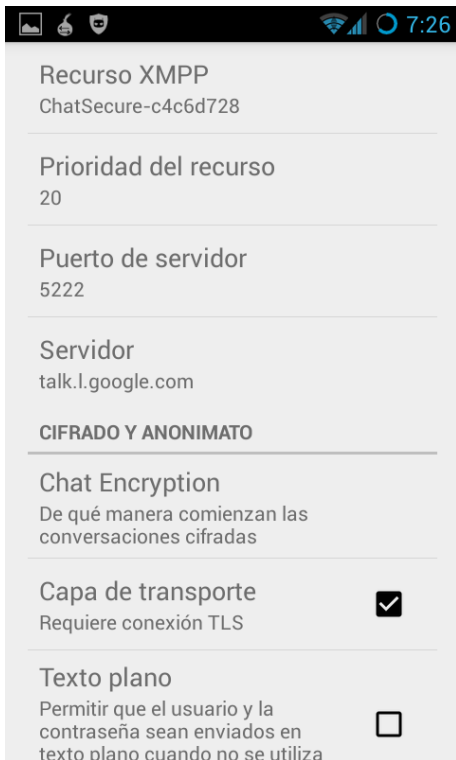 7:26
Recurso XMPP
ChatSecure-c4c6d728
Prioridad del recurso
20
Puerto de servidor
5222
Servidor
talk.l.google.com
CIFRADO Y ANONIMATO
Chat Encryption
De qué manera comienzan las
conversaciones cifradas
Capa de transporte
Requiere conexión TLS
Texto plano
Permitir que el usuario y la
contraseña sean enviados en
texto plano cuando no se utiliza